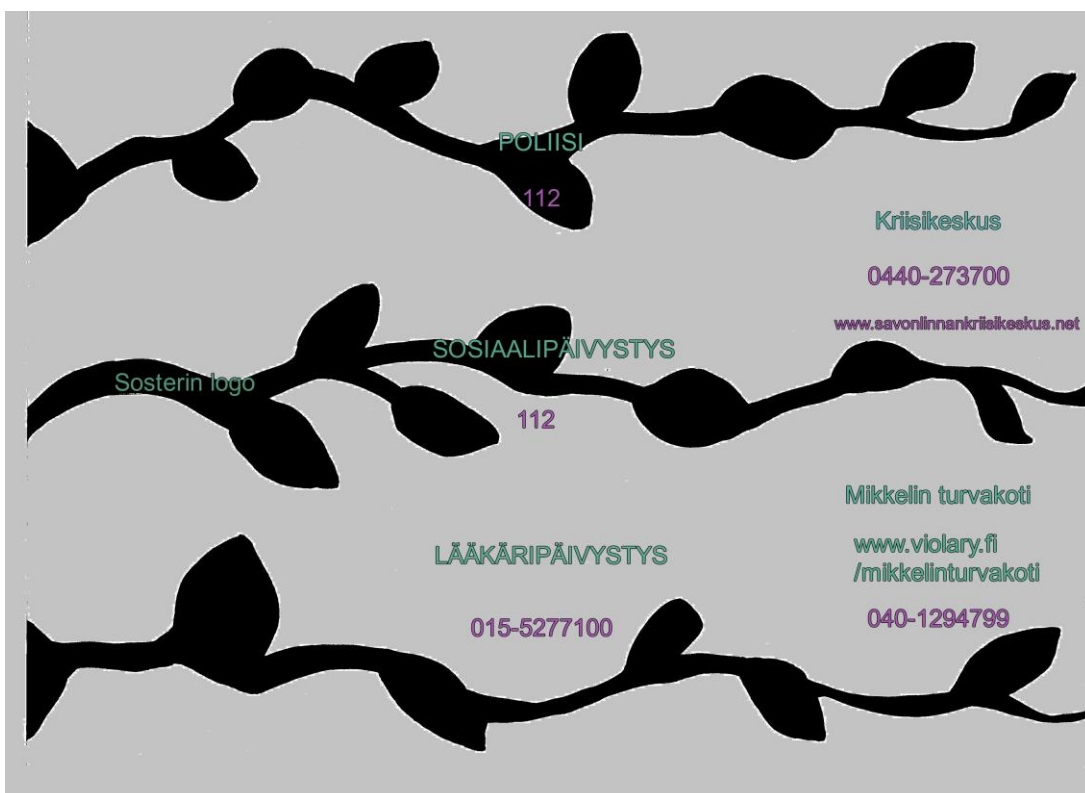 POLIISI
112
Kriisikeskus
0440-273700
www.savonlinnankriisikeskus.net
Sosterin logo
SOSIAALIPÄIVYSTYS
112
Mikkelin turvakoti
www.violary.fi
/mikkelinturvakoti
040-1294799
LÄÄKÄRIPÄIVYSTYS
015-5277100